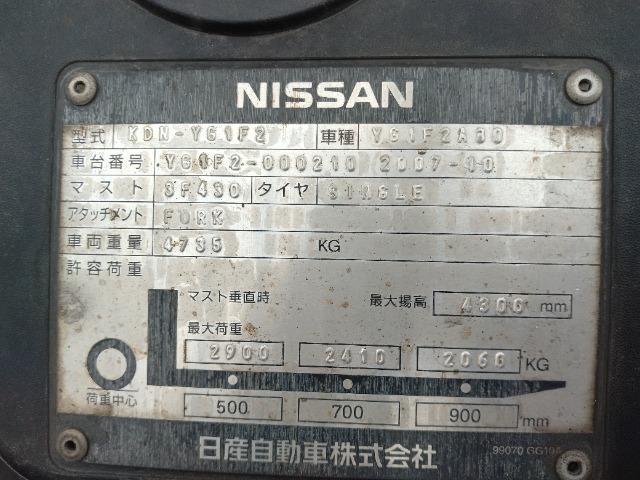 NISSAN
型式 KDN-Y61F2 車種 Y61F2A00
車台番号 Y61F2-000210 2007-10
マスト 3F430 タイヤ SINGLE
アタッチメント FORK
車両重量 4735 KG
許容荷重
マスト垂直時 最大揚高 4300 mm
最大荷重
2900 2410 2060 KG
荷重中心 500 700 900 mm
日産自動車株式会社
99070